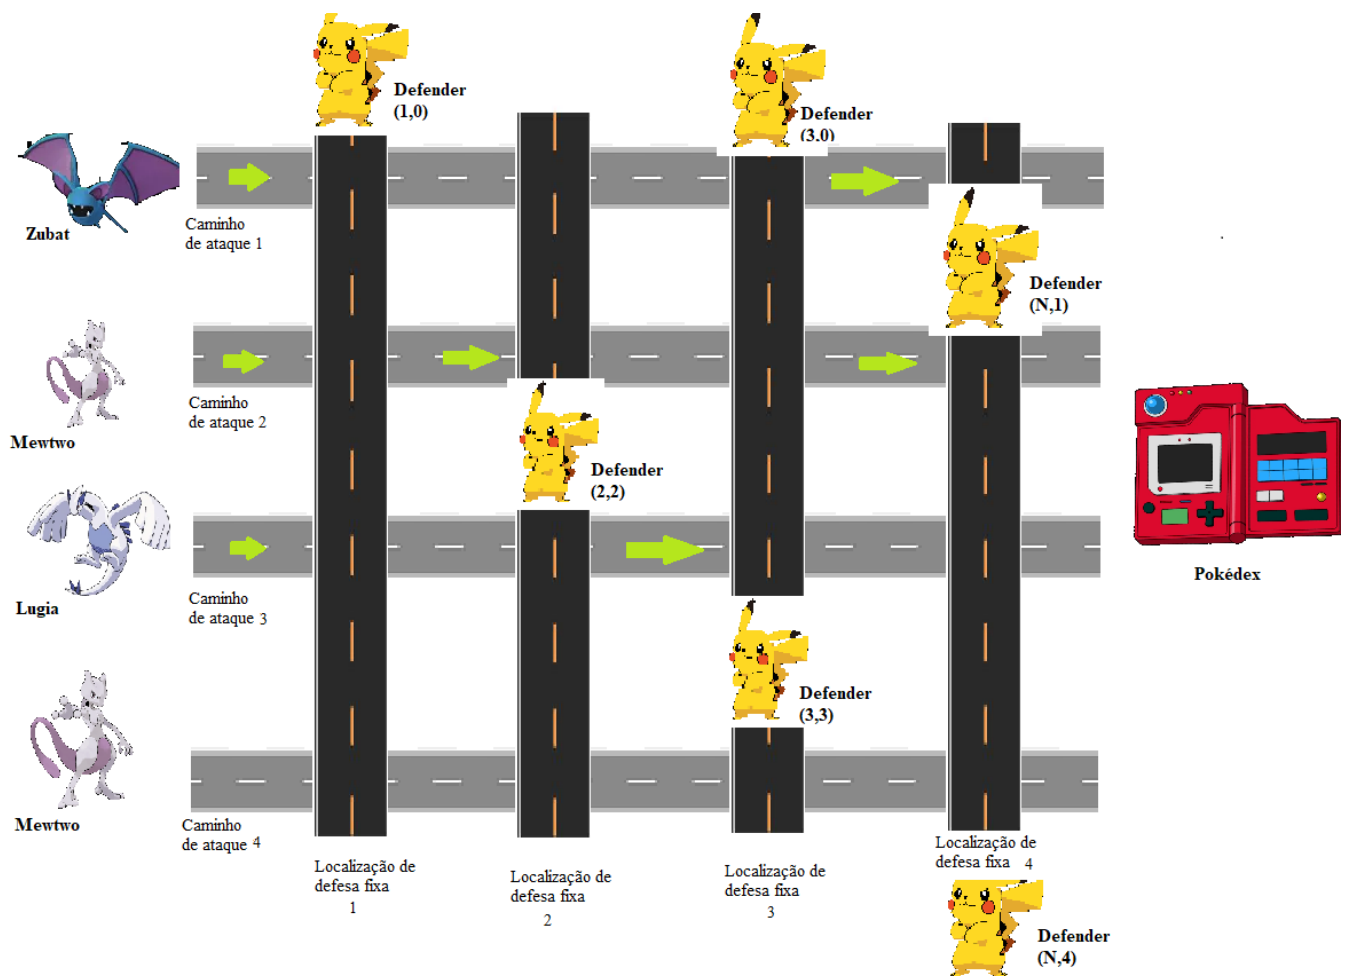 Defender
(1,0)
Defender
(3.0)
Zubat
Caminho
de ataque 1
Defender
(N,1)
Mewtwo
Caminho
de ataque 2
Defender
(2,2)
Lugia
Caminho
de ataque 3
Pokédex
Defender
(3,3)
Mewtwo
Caminho
de ataque 4
Localização de
defesa fixa
1
Localização de
defesa fixa
2
Localização de
defesa fixa
3
Localização de
defesa fixa 4
Defender
(N,4)